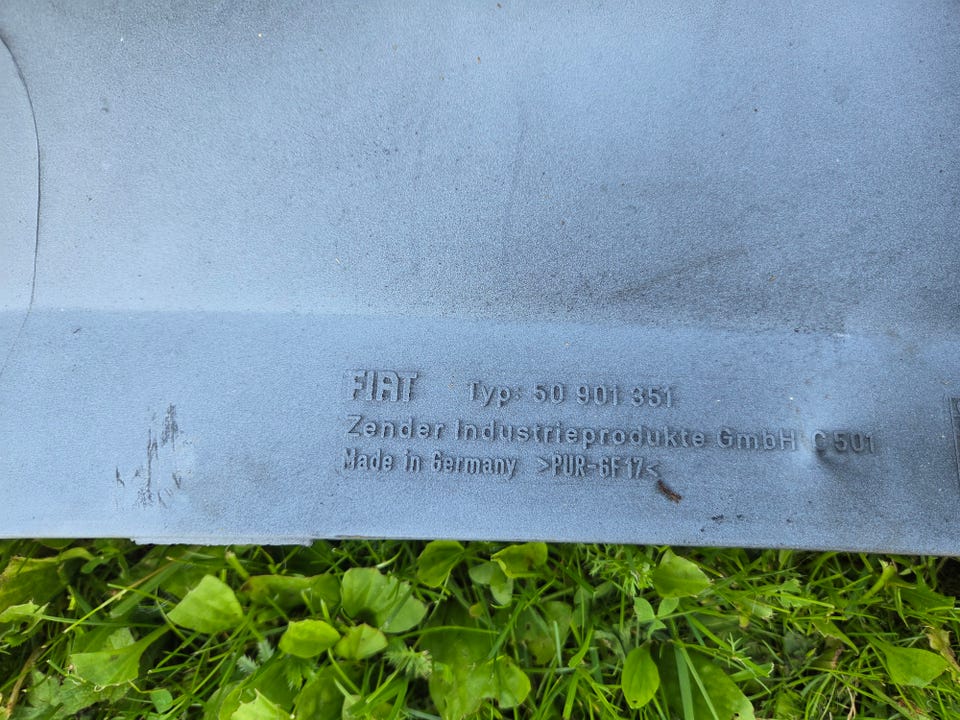 FIAT Typ: 50 901 351
Zender Industrieprodukte GmbH C 501
Made in Germany >PUR-GF17<